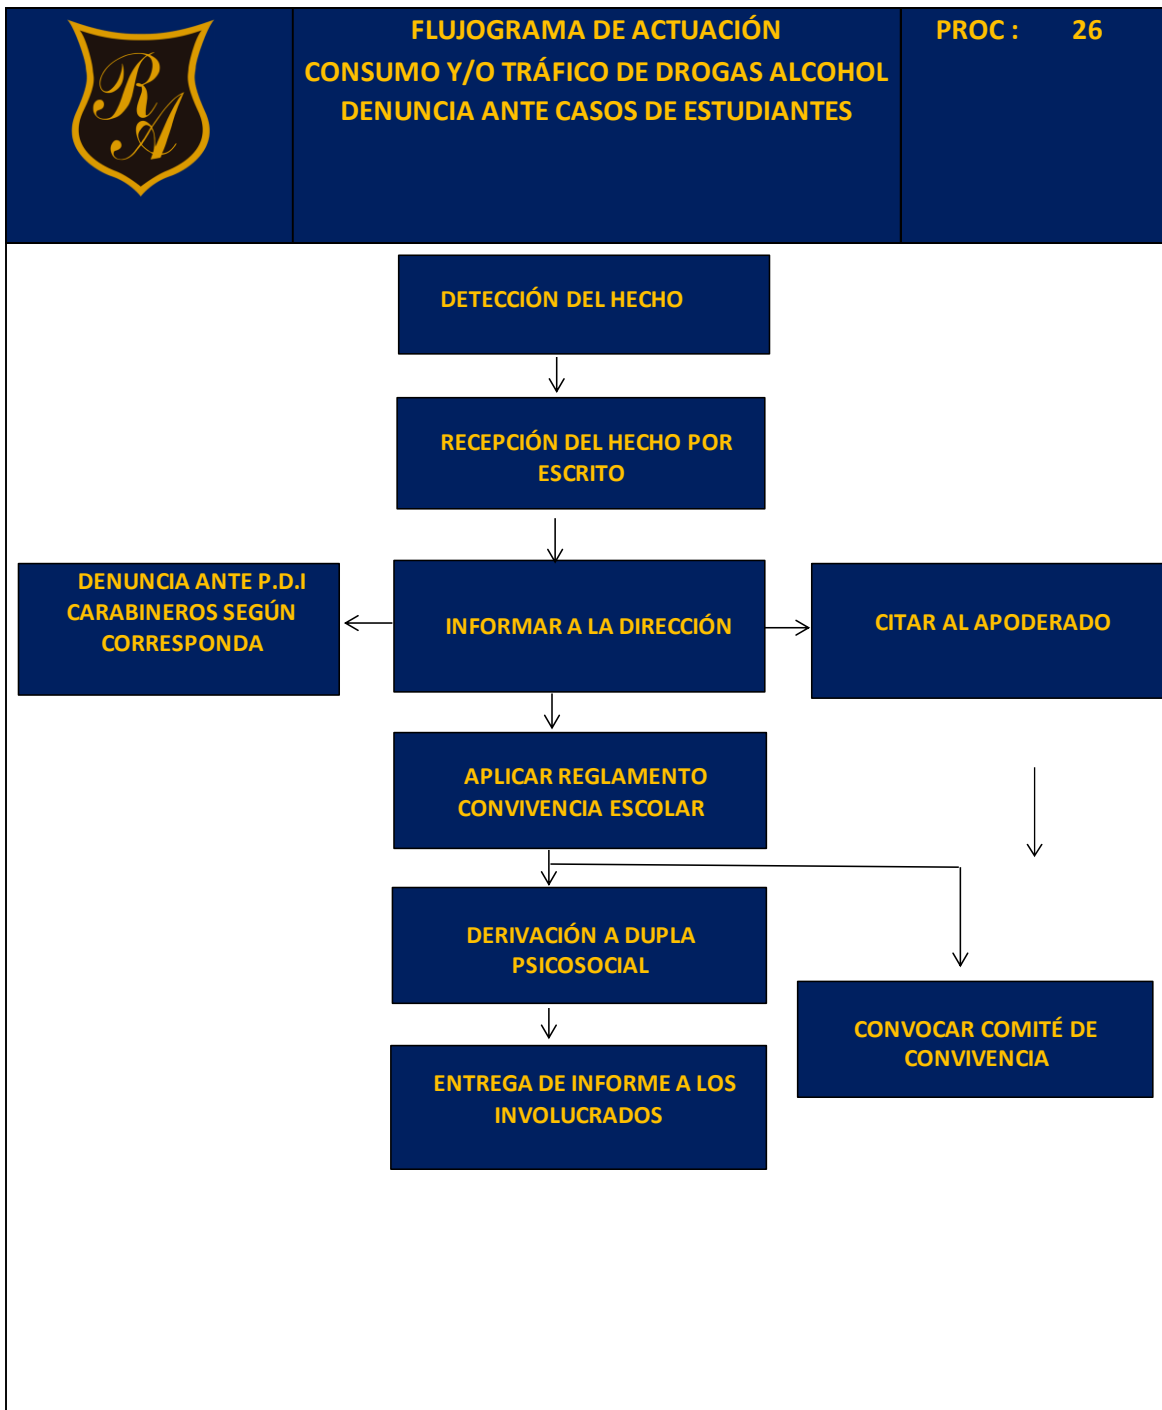 R
A
FLUJOGRAMA DE ACTUACIÓN
CONSUMO Y/O TRÁFICO DE DROGAS ALCOHOL
DENUNCIA ANTE CASOS DE ESTUDIANTES
PROC : 26
DETECCIÓN DEL HECHO
RECEPCIÓN DEL HECHO POR
ESCRITO
DENUNCIA ANTE P.D.I
CARABINEROS SEGÚN
CORRESPONDA
INFORMAR A LA DIRECCIÓN
CITAR AL APODERADO
APLICAR REGLAMENTO
CONVIVENCIA ESCOLAR
DERIVACIÓN A DUPLA
PSICOSOCIAL
CONVOCAR COMITÉ DE
CONVIVENCIA
ENTREGA DE INFORME A LOS
INVOLUCRADOS